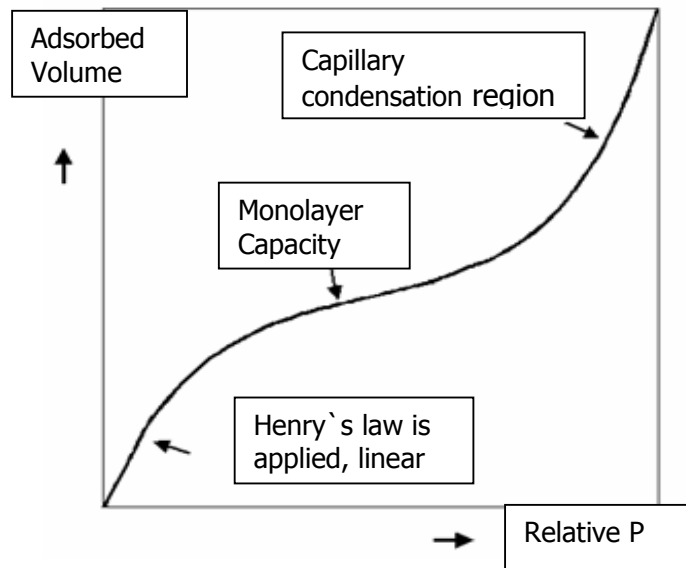 Adsorbed
Volume
Capillary
condensation region
Monolayer
Capacity
Henry`s law is
applied, linear
Relative P